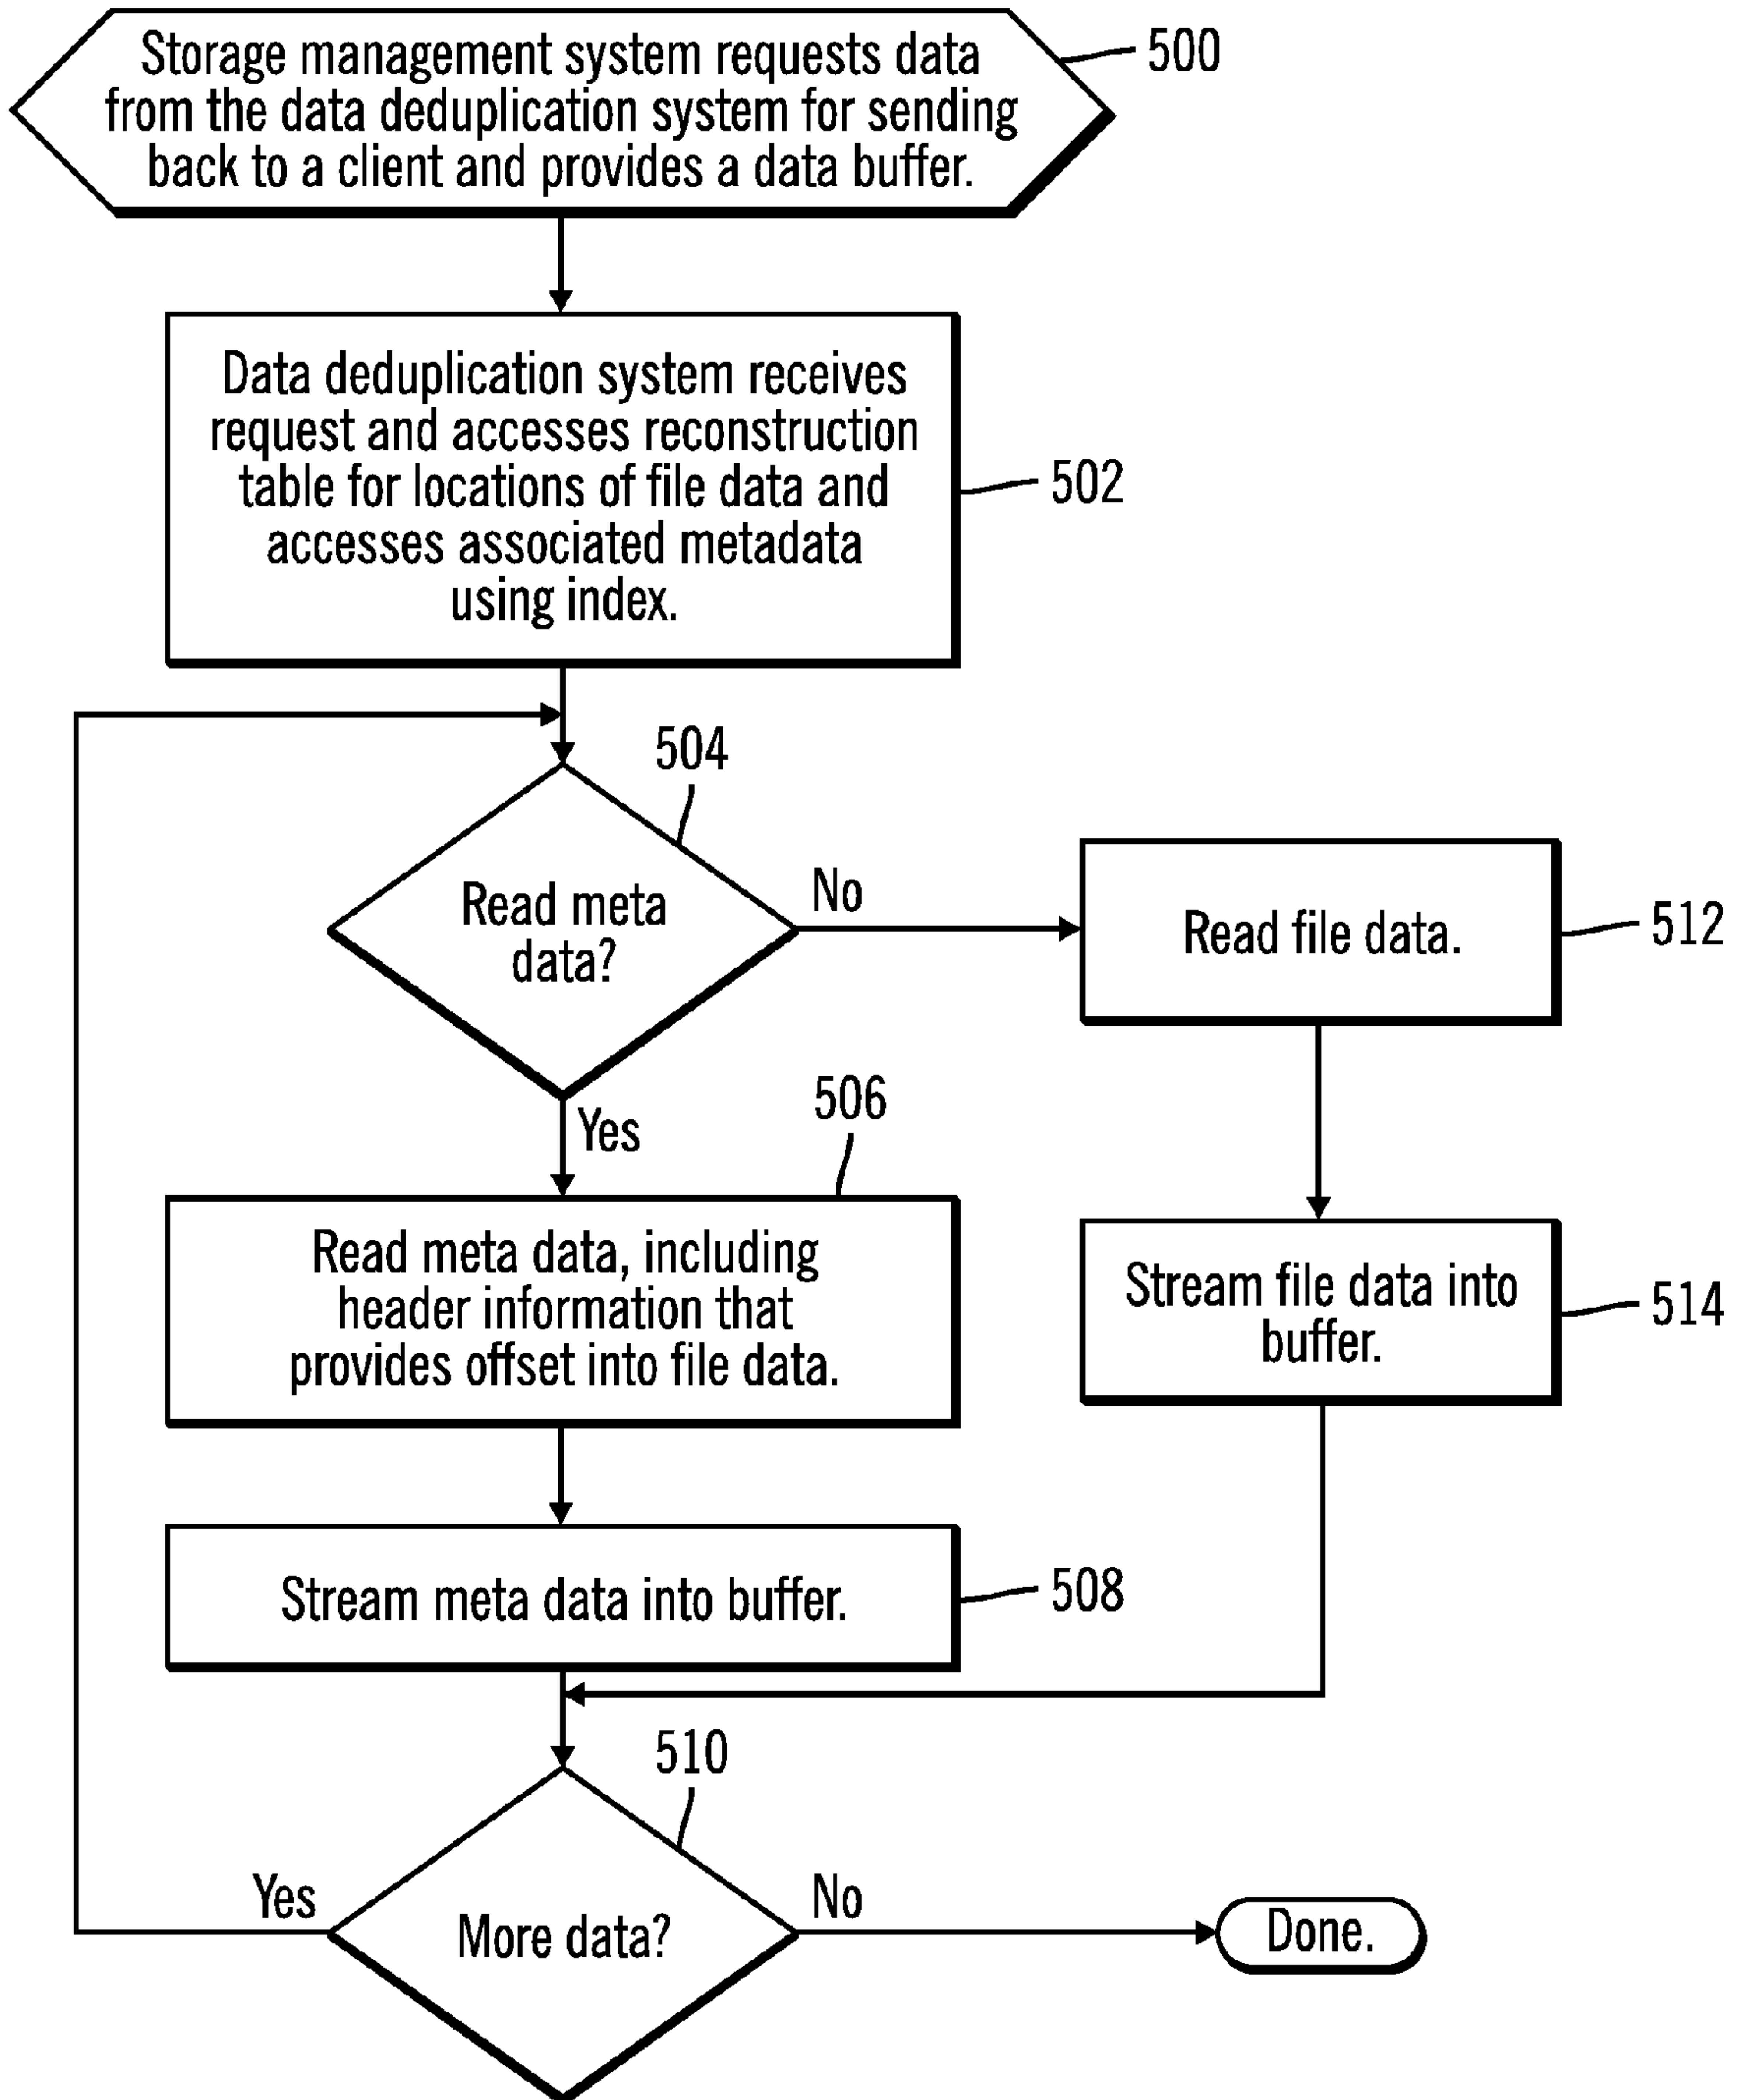 Storage management system requests data
from the data deduplication system for sending
back to a client and provides a data buffer.
500
Data deduplication system receives
request and accesses reconstruction
table for locations of file data and
accesses associated metadata
using index.
502
504
Read meta
data?
No
Yes
Read file data.
512
506
Read meta data, including
header information that
provides offset into file data.
Stream file data into
buffer.
514
Stream meta data into buffer.
508
510
More data?
Yes
No
Done.